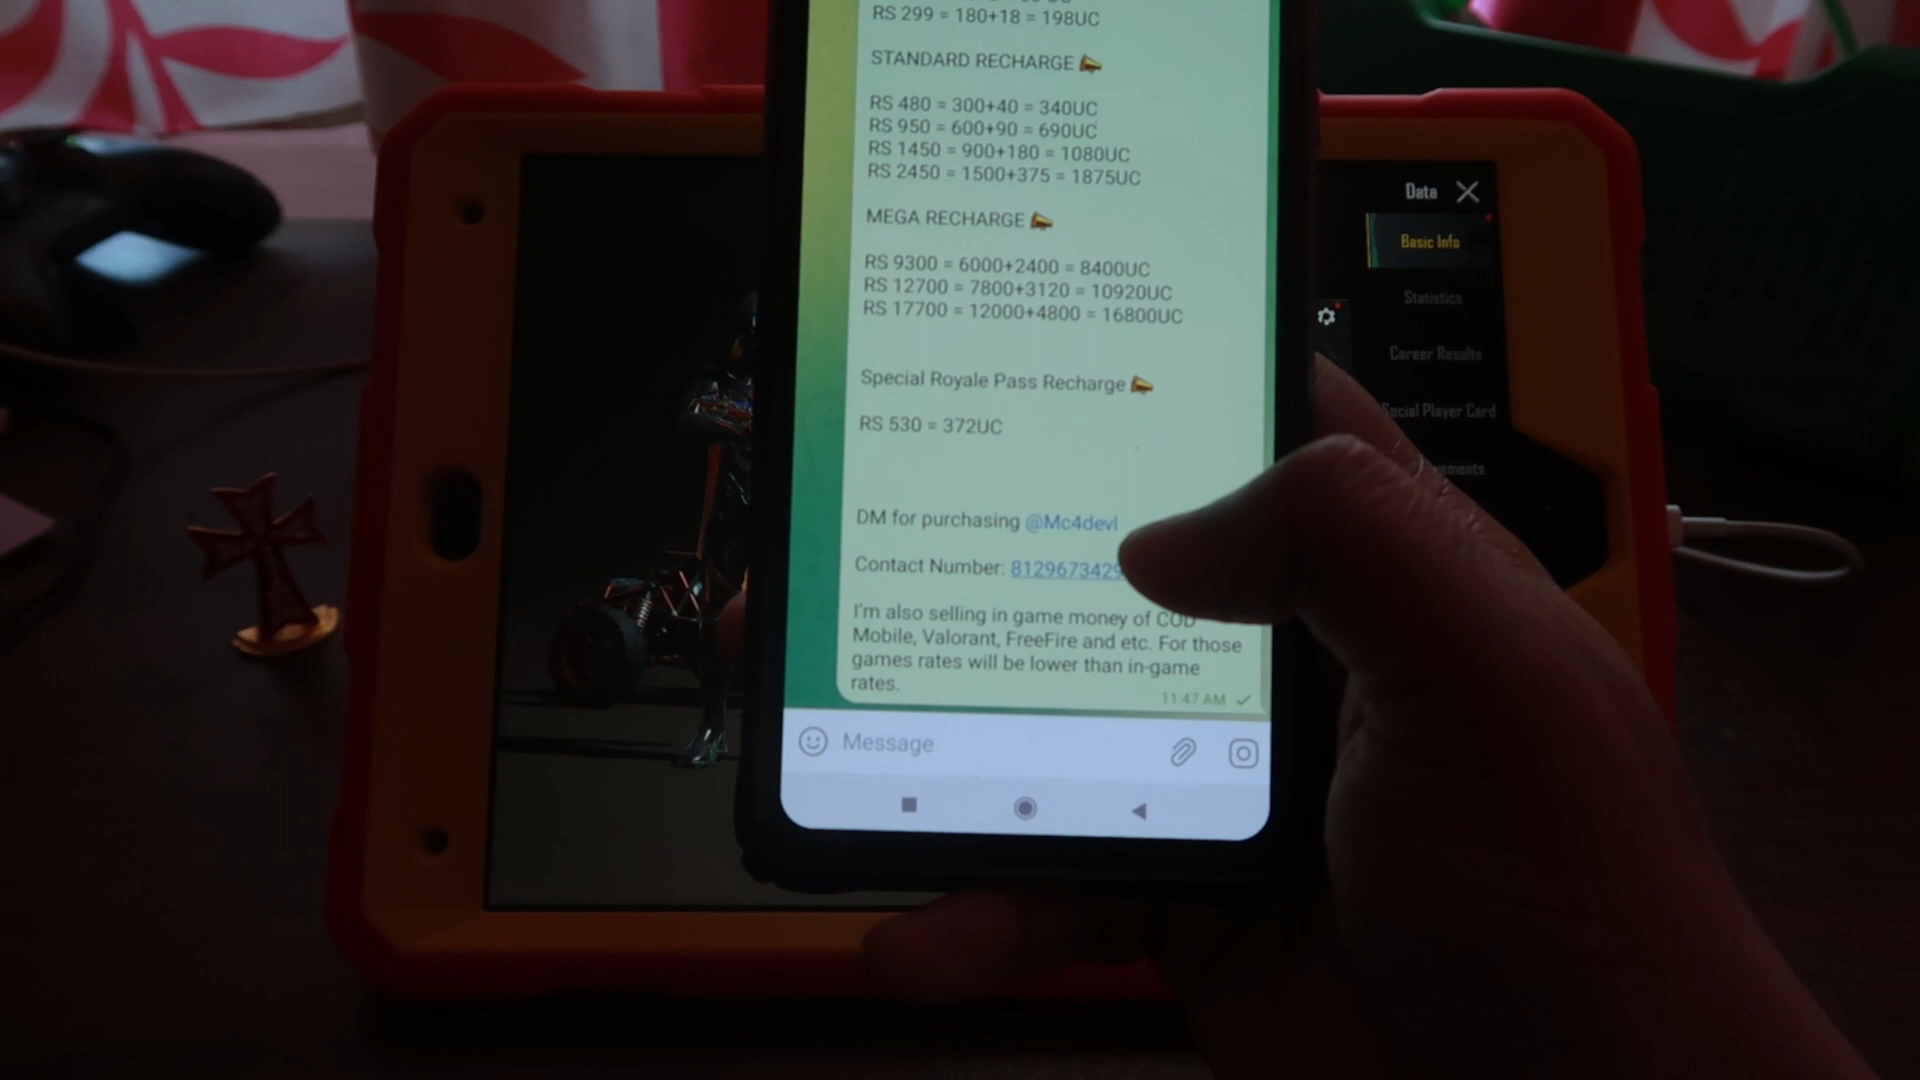 RS 299 = 180+18 = 198UC
STANDARD RECHARGE
RS 480 = 300+40 = 340UC
RS 950 = 600+90 = 690UC
RS 1450 = 900+180 = 1080UC
RS 2450 = 1500+375 = 1875UC
MEGA RECHARGE
RS 9300 = 6000+2400 = 8400UC
RS 12700 = 7800+3120 = 10920UC
RS 17700 = 12000+4800 = 16800UC
Special Royale Pass Recharge
RS 530 = 372UC
DM for purchasing @Mc4devl
Contact Number: 8129673429
I'm also selling in game money of COD
Mobile, Valorant, FreeFire and etc. For those
games rates will be lower than in-game
rates.
11:47 AM
Message
Data
Basic Info
Statistics
Career Results
Social Player Card